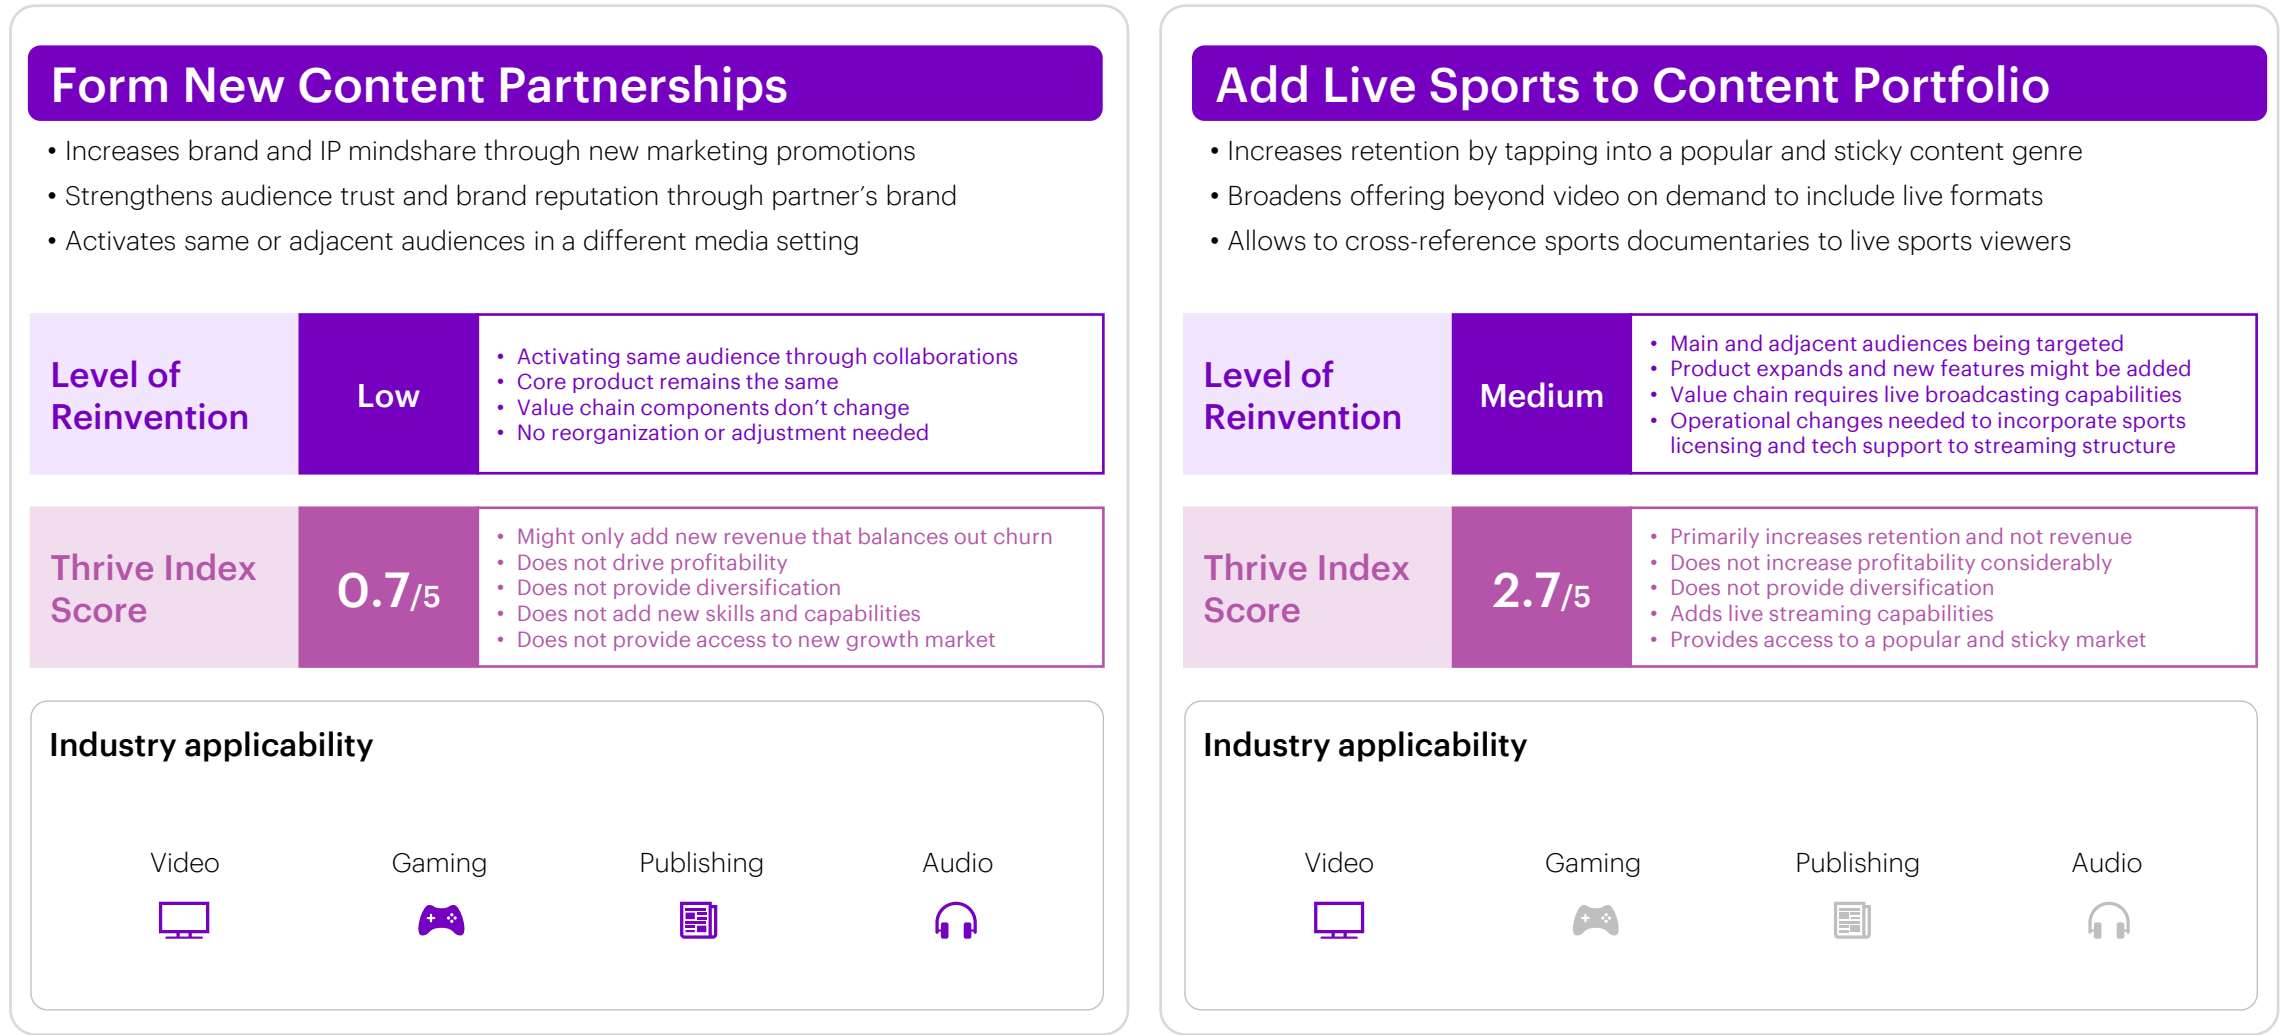 Form New Content Partnerships
• Increases brand and IP mindshare through new marketing promotions
• Strengthens audience trust and brand reputation through partner’s brand
• Activates same or adjacent audiences in a different media setting
Level of
Reinvention
Low
• Activating same audience through collaborations
• Core product remains the same
• Value chain components don’t change
• No reorganization or adjustment needed
Thrive Index
Score
0.7/5
• Might only add new revenue that balances out churn
• Does not drive profitability
• Does not provide diversification
• Does not add new skills and capabilities
• Does not provide access to new growth market
Industry applicability
Video
Gaming
Publishing
Audio
Add Live Sports to Content Portfolio
• Increases retention by tapping into a popular and sticky content genre
• Broadens offering beyond video on demand to include live formats
• Allows to cross-reference sports documentaries to live sports viewers
Level of
Reinvention
Medium
• Main and adjacent audiences being targeted
• Product expands and new features might be added
• Value chain requires live broadcasting capabilities
• Operational changes needed to incorporate sports
licensing and tech support to streaming structure
Thrive Index
Score
2.7/5
• Primarily increases retention and not revenue
• Does not increase profitability considerably
• Does not provide diversification
• Adds live streaming capabilities
• Provides access to a popular and sticky market
Industry applicability
Video
Gaming
Publishing
Audio